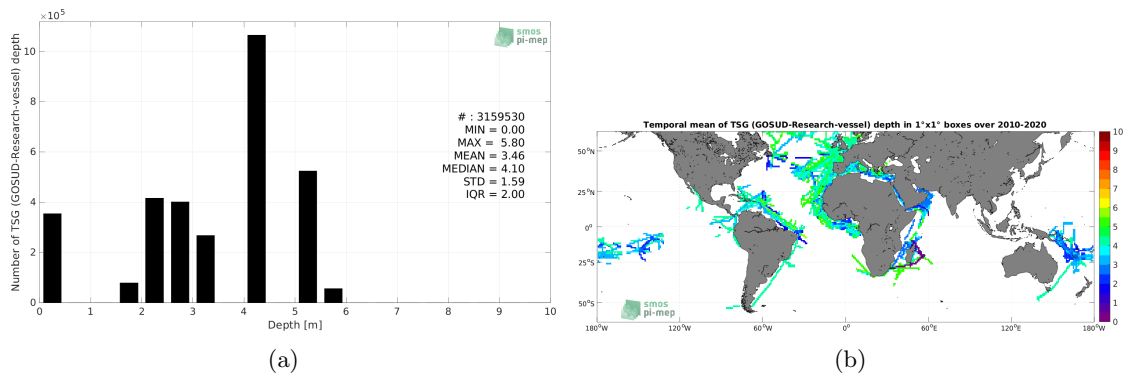 ×10⁵
smos
pi-mep
10
8
6
4
2
0
Number of TSG (GOSUD-Research-vessel) depth
# : 3159530
MIN = 0.00
MAX = 5.80
MEAN = 3.46
MEDIAN = 4.10
STD = 1.59
IQR = 2.00
0 1 2 3 4 5 6 7 8 9 10
Depth [m]
(a)
Temporal mean of TSG (GOSUD-Research-vessel) depth in 1°x1° boxes over 2010-2020
50°N
25°N
0°
25°S
50°S
smos
pi-mep
180°W 120°W 60°W 0° 60°E 120°E 180°W
10
9
8
7
6
5
4
3
2
1
0
(b)